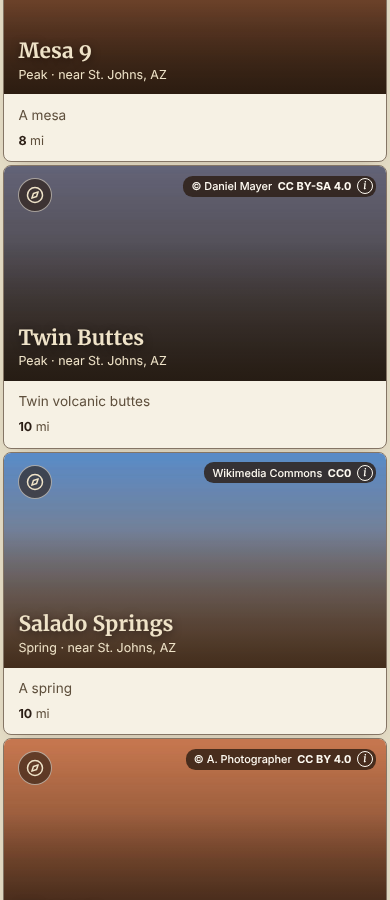 Mesa 9
Peak · near St. Johns, AZ
A mesa
8 mi
© Daniel Mayer CC BY-SA 4.0 i
Twin Buttes
Peak · near St. Johns, AZ
Twin volcanic buttes
10 mi
Wikimedia Commons CC0 i
Salado Springs
Spring · near St. Johns, AZ
A spring
10 mi
© A. Photographer CC BY 4.0 i